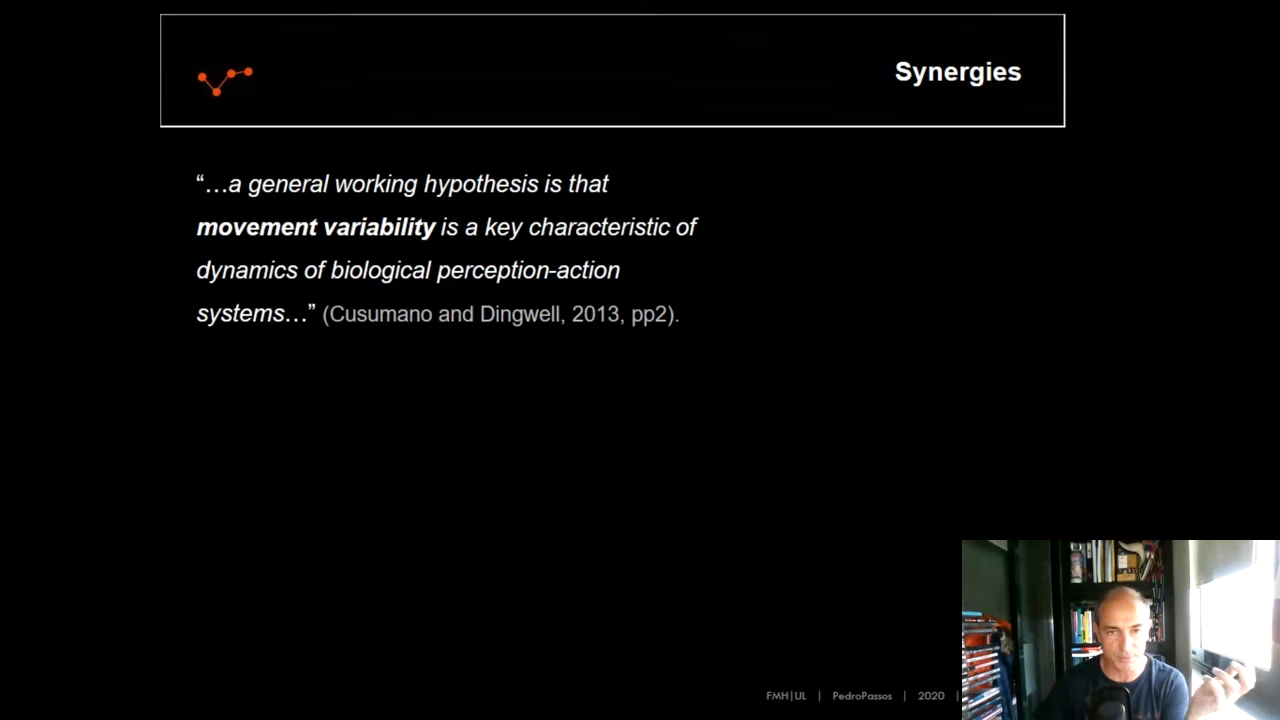 Synergies
“…a general working hypothesis is that
movement variability is a key characteristic of
dynamics of biological perception-action
systems…” (Cusumano and Dingwell, 2013, pp2).
FMH|UL | PedroPassos | 2020 |